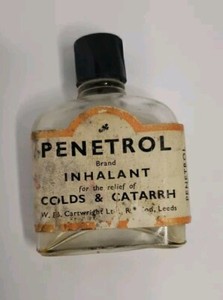 PENETROL
Brand
INHALANT
for the relief of
COLDS & CATARRH
Cartwright Leeds
PENETROL